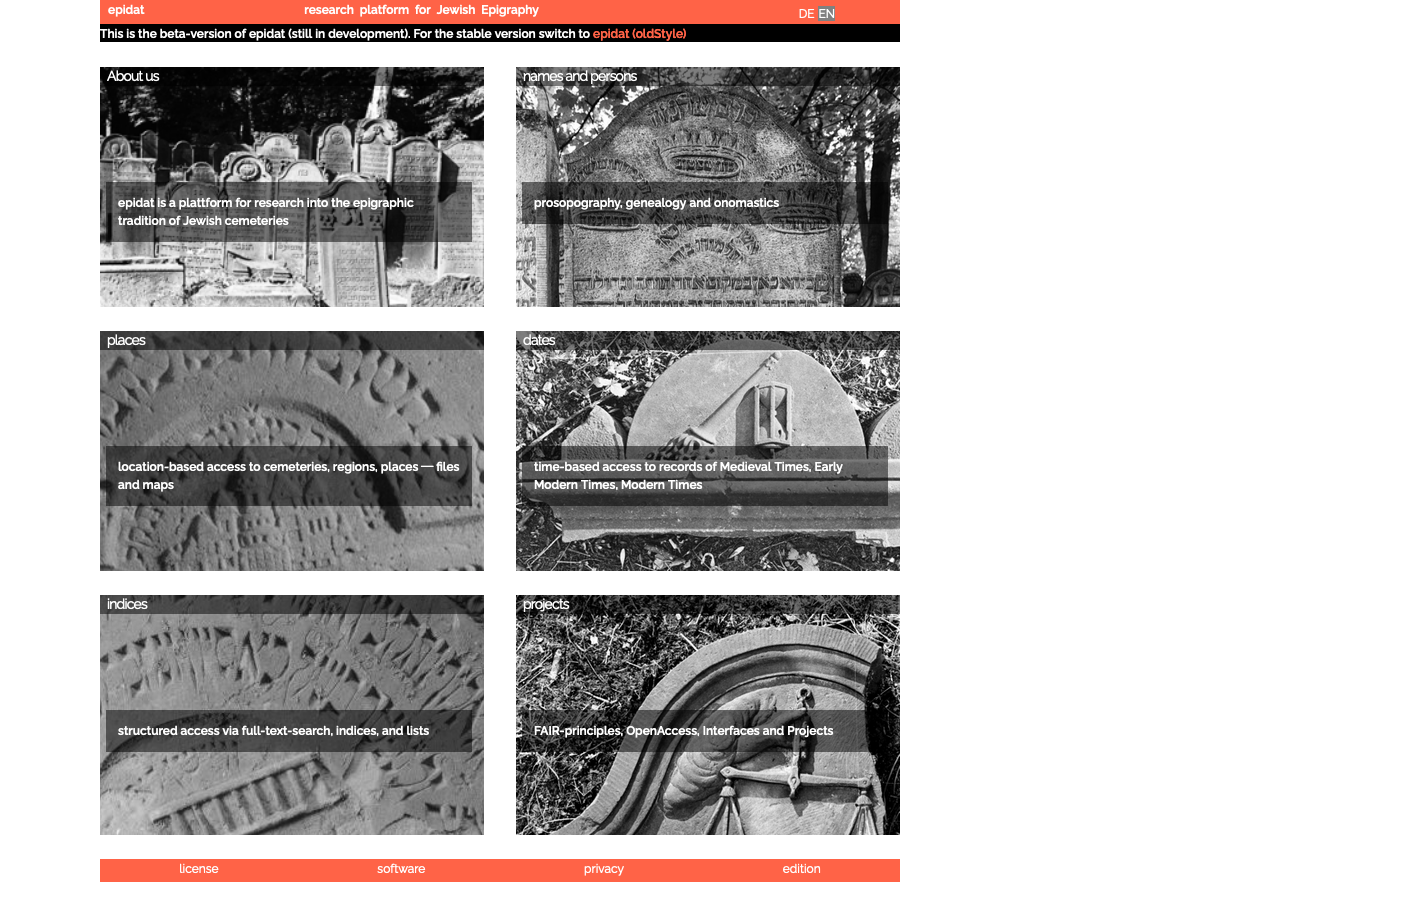 epidat
research platform for Jewish Epigraphy
DE EN
This is the beta-version of epidat (still in development). For the stable version switch to epidat (oldStyle)
About us
epidat is a plattform for research into the epigraphic
tradition of Jewish cemeteries
names and persons
prosopography, genealogy and onomastics
places
location-based access to cemeteries, regions, places — files
and maps
dates
time-based access to records of Medieval Times, Early
Modern Times, Modern Times
indices
structured access via full-text-search, indices, and lists
projects
FAIR-principles, OpenAccess, Interfaces and Projects
license
software
privacy
edition